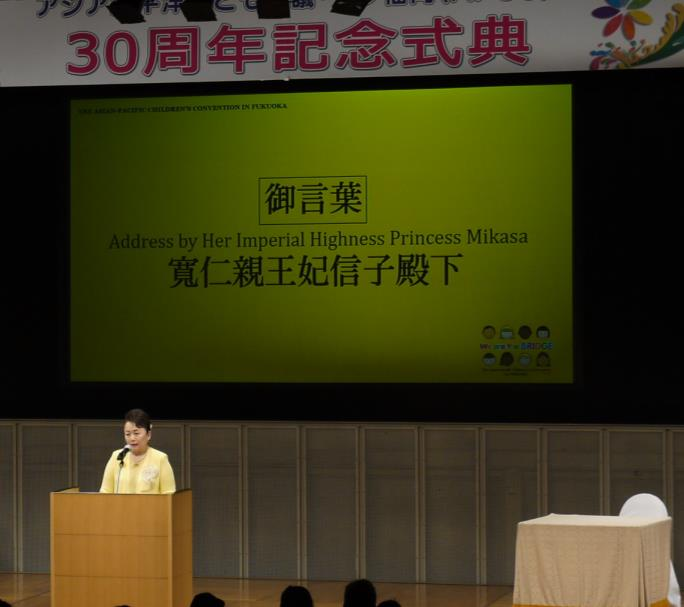 30周年記念式典
THE ASIAN-PACIFIC CHILDREN'S CONVENTION IN FUKUOKA
御言葉
Address by Her Imperial Highness Princess Mikasa
寬仁親王妃信子殿下
We are the BRIDGE